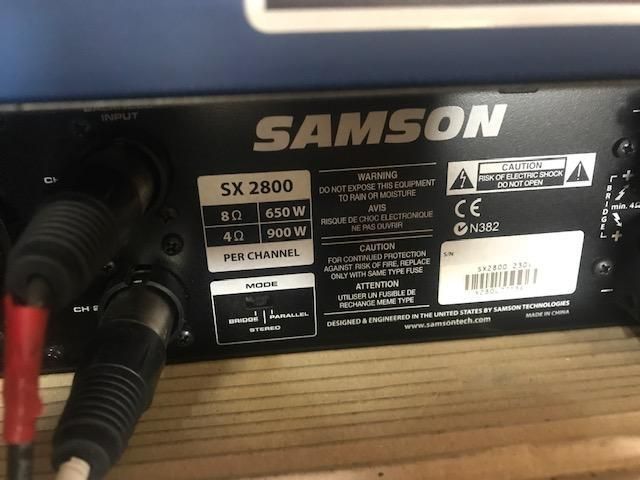 INPUT
SAMSON
SX 2800
8Ω 650 W
4Ω 900 W
PER CHANNEL
MODE
BRIDGE PARALLEL
STEREO
WARNING
DO NOT EXPOSE THIS EQUIPMENT
TO RAIN OR MOISTURE
AVIS
RISQUE DE CHOC ELECTRONIQUE
NE PAS OUVRIR
CAUTION
FOR CONTINUED PROTECTION
AGAINST RISK OF FIRE, REPLACE
ONLY WITH SAME TYPE FUSE
ATTENTION
UTILISER UN FUSIBLE DE
RECHANGE MEME TYPE
CAUTION
RISK OF ELECTRIC SHOCK
DO NOT OPEN
CE
N382
S/N
SX2800
BRIDGE
min. 4Ω
CH
DESIGNED & ENGINEERED IN THE UNITED STATES BY SAMSON TECHNOLOGIES
www.samsontech.com
MADE IN CHINA